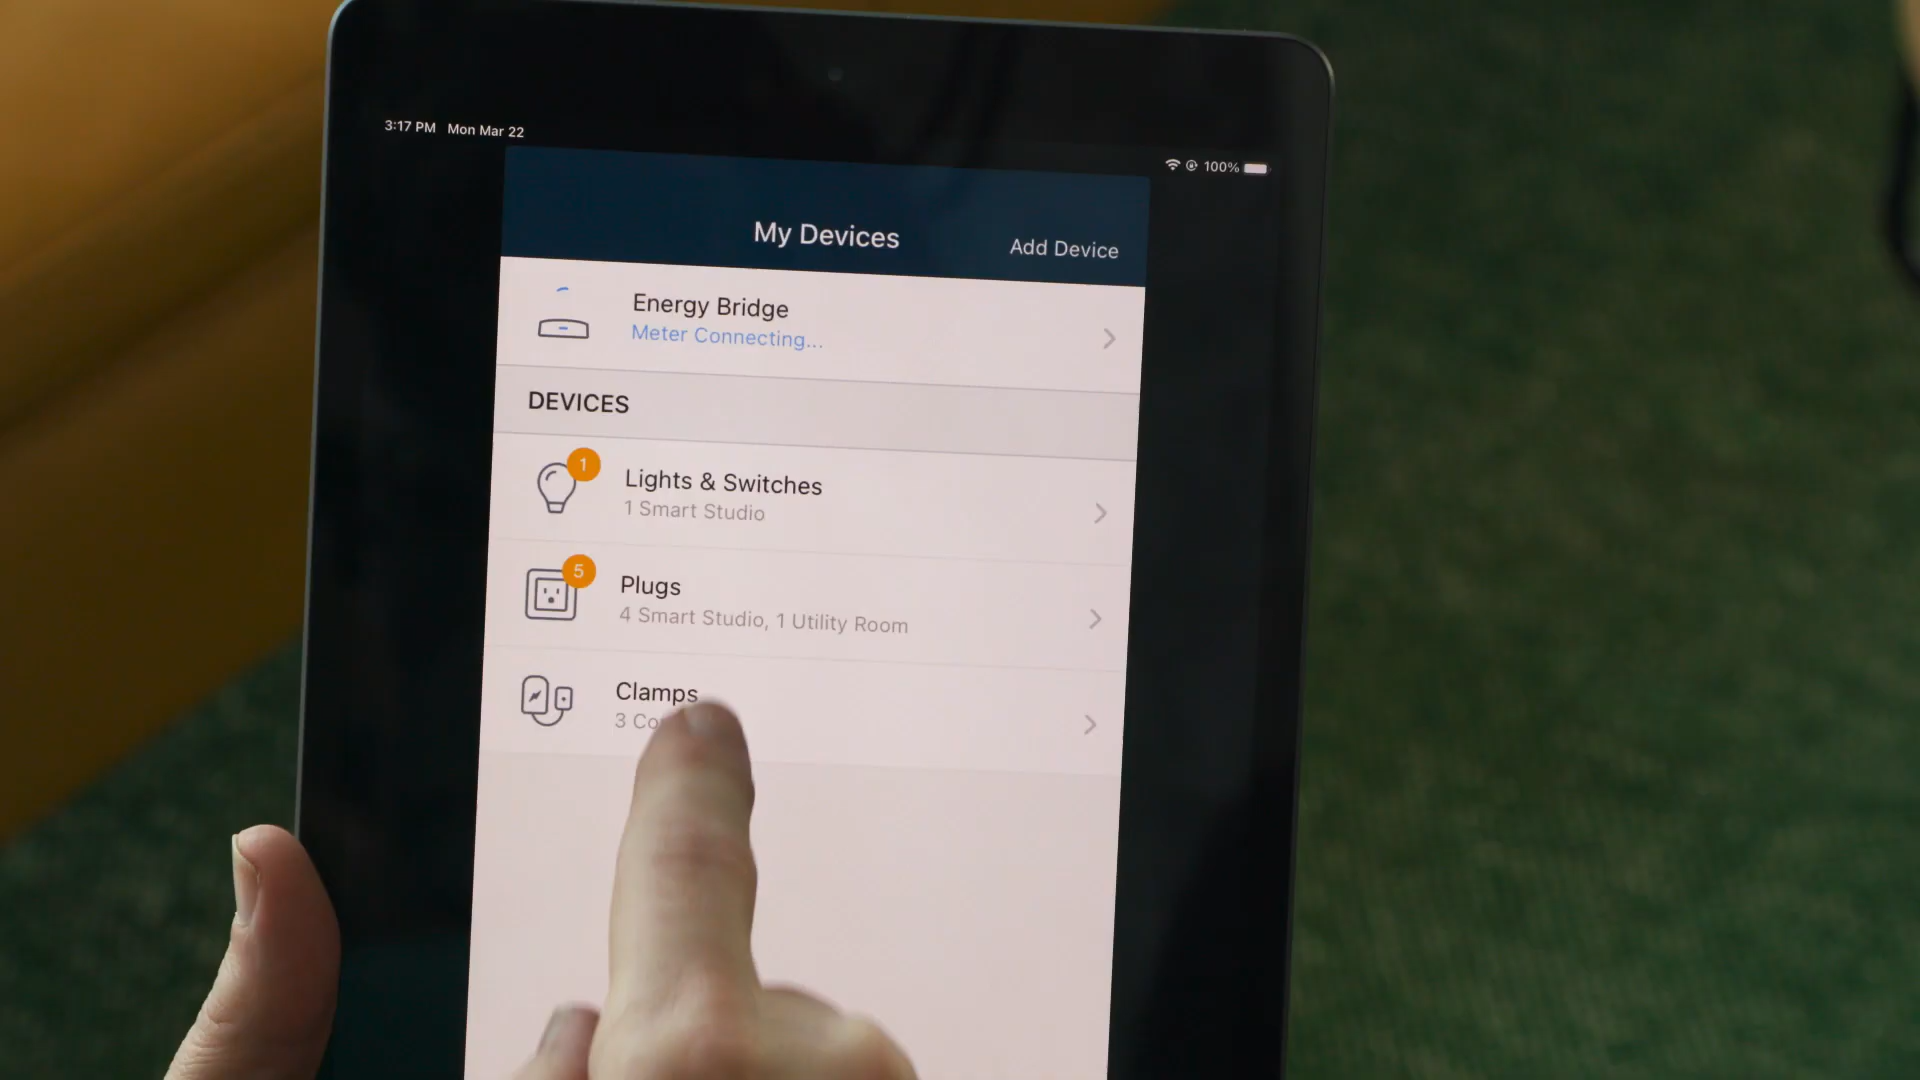 3:17 PM Mon Mar 22
100%
My Devices
Add Device
Energy Bridge
Meter Connecting...
DEVICES
1
Lights & Switches
1 Smart Studio
5
Plugs
4 Smart Studio, 1 Utility Room
Clamps
3